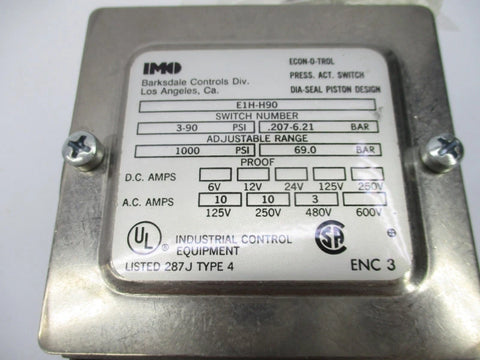 IMO
Barksdale Controls Div.
Los Angeles, Ca.
ECON-O-TROL
PRESS. ACT. SWITCH
DIA-SEAL PISTON DESIGN
E1H-H90
SWITCH NUMBER
3-90 PSI .207-6.21 BAR
ADJUSTABLE RANGE
1000 PSI 69.0 BAR
PROOF
D.C. AMPS
6V 12V 24V 125V 250V
A.C. AMPS 10 10 3
125V 250V 480V 600V
UL INDUSTRIAL CONTROL
EQUIPMENT
SA
LISTED 287J TYPE 4 ENC 3